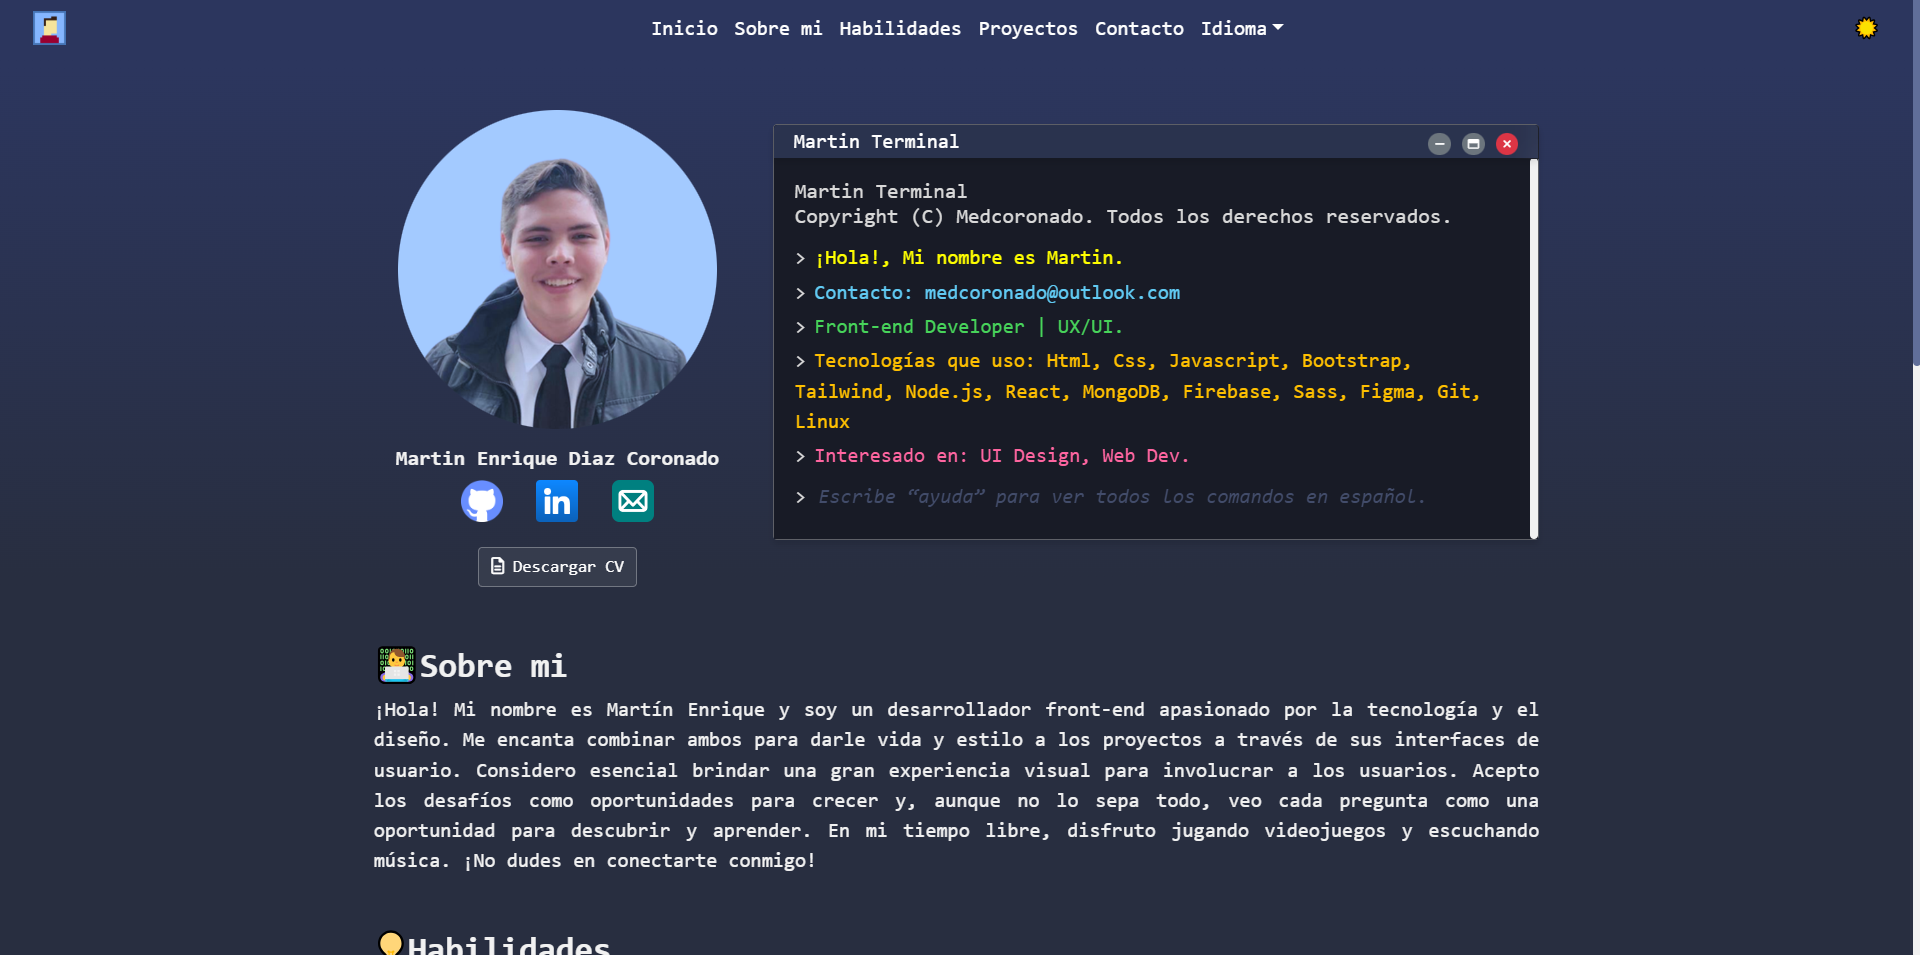 Inicio Sobre mi Habilidades Proyectos Contacto Idioma
Martin Terminal
Martin Terminal
Copyright (C) Medcoronado. Todos los derechos reservados.
> ¡Hola!, Mi nombre es Martin.
> Contacto: medcoronado@outlook.com
> Front-end Developer | UX/UI.
> Tecnologías que uso: Html, Css, Javascript, Bootstrap,
Tailwind, Node.js, React, MongoDB, Firebase, Sass, Figma, Git,
Linux
> Interesado en: UI Design, Web Dev.
> Escribe “ayuda” para ver todos los comandos en español.
Martin Enrique Diaz Coronado
in
Descargar CV
Sobre mi
¡Hola! Mi nombre es Martín Enrique y soy un desarrollador front-end apasionado por la tecnología y el
diseño. Me encanta combinar ambos para darle vida y estilo a los proyectos a través de sus interfaces de
usuario. Considero esencial brindar una gran experiencia visual para involucrar a los usuarios. Acepto
los desafíos como oportunidades para crecer y, aunque no lo sepa todo, veo cada pregunta como una
oportunidad para descubrir y aprender. En mi tiempo libre, disfruto jugando videojuegos y escuchando
música. ¡No dudes en conectarte conmigo!
Habilidades